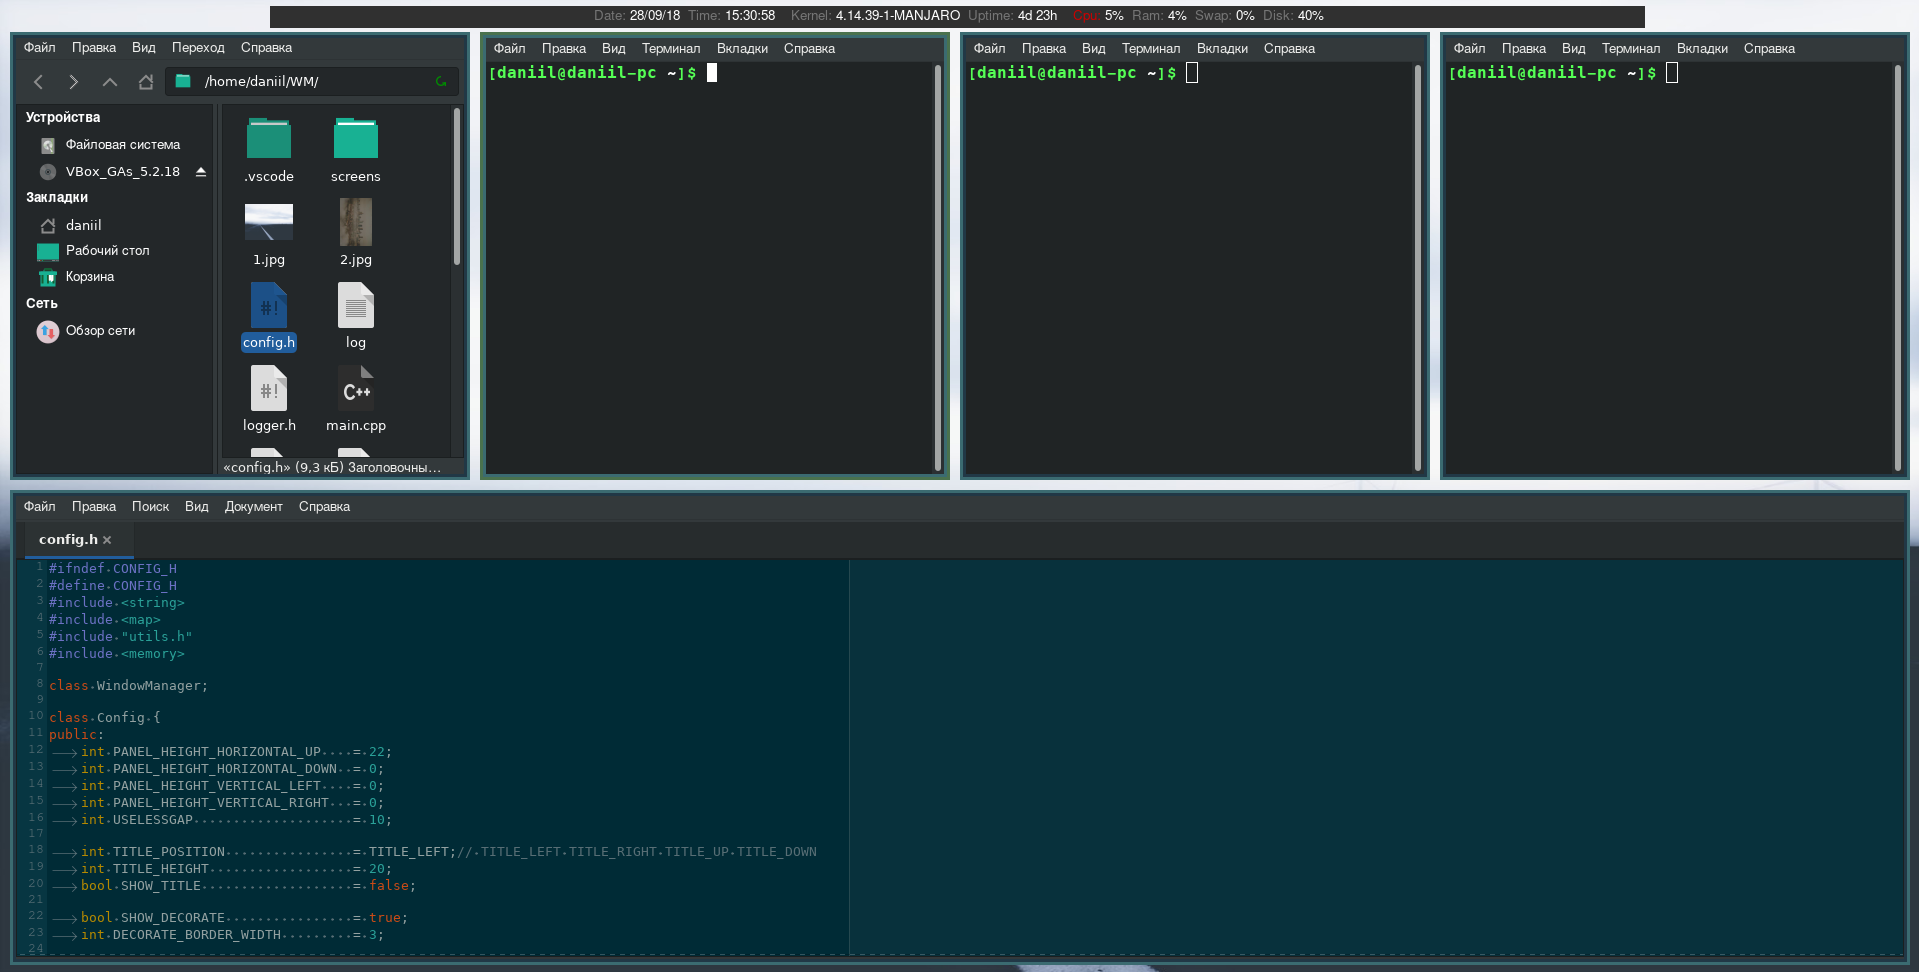 Date: 28/09/18 Time: 15:30:58 Kernel: 4.14.39-1-MANJARO Uptime: 4d 23h Cpu: 5% Ram: 4% Swap: 0% Disk: 40%
Файл Правка Вид Переход Справка
/home/daniil/WM/
Устройства
Файловая система
VBox_GAs_5.2.18
Закладки
daniil
Рабочий стол
Корзина
Сеть
Обзор сети
.vscode screens
1.jpg 2.jpg
#!
config.h log
#! C++
logger.h main.cpp
«config.h» (9,3 кБ) Заголовочны...
Файл Правка Вид Терминал Вкладки Справка
[daniil@daniil-pc ~]$
Файл Правка Вид Терминал Вкладки Справка
[daniil@daniil-pc ~]$
Файл Правка Вид Терминал Вкладки Справка
[daniil@daniil-pc ~]$
Файл Правка Поиск Вид Документ Справка
config.h ×
1 #ifndef CONFIG_H
2 #define CONFIG_H
3 #include <string>
4 #include <map>
5 #include "utils.h"
6 #include <memory>
7
8 class WindowManager;
9
10 class Config {
11 public:
12 int PANEL_HEIGHT_HORIZONTAL_UP = 22;
13 int PANEL_HEIGHT_HORIZONTAL_DOWN = 0;
14 int PANEL_HEIGHT_VERTICAL_LEFT = 0;
15 int PANEL_HEIGHT_VERTICAL_RIGHT = 0;
16 int USELESSGAP = 10;
17
18 int TITLE_POSITION = TITLE_LEFT;// TITLE_LEFT TITLE_RIGHT TITLE_UP TITLE_DOWN
19 int TITLE_HEIGHT = 20;
20 bool SHOW_TITLE = false;
21
22 bool SHOW_DECORATE = true;
23 int DECORATE_BORDER_WIDTH = 3;
24